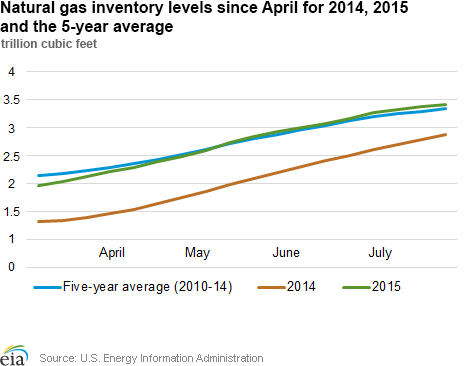 Natural gas inventory levels since April for 2014, 2015
and the 5-year average
trillion cubic feet
4
3.5
3
2.5
2
1.5
1
0
April May June July
Five-year average (2010-14) 2014 2015
eia Source: U.S. Energy Information Administration